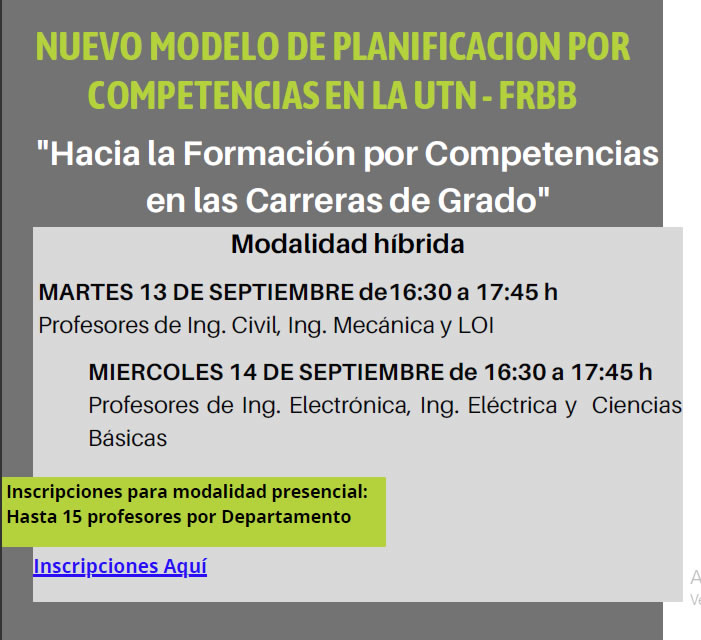 NUEVO MODELO DE PLANIFICACION POR
COMPETENCIAS EN LA UTN - FRBB
"Hacia la Formación por Competencias
en las Carreras de Grado"
Modalidad híbrida
MARTES 13 DE SEPTIEMBRE de16:30 a 17:45 h
Profesores de Ing. Civil, Ing. Mecánica y LOI
MIERCOLES 14 DE SEPTIEMBRE de 16:30 a 17:45 h
Profesores de Ing. Electrónica, Ing. Eléctrica y Ciencias
Básicas
Inscripciones para modalidad presencial:
Hasta 15 profesores por Departamento
Inscripciones Aquí